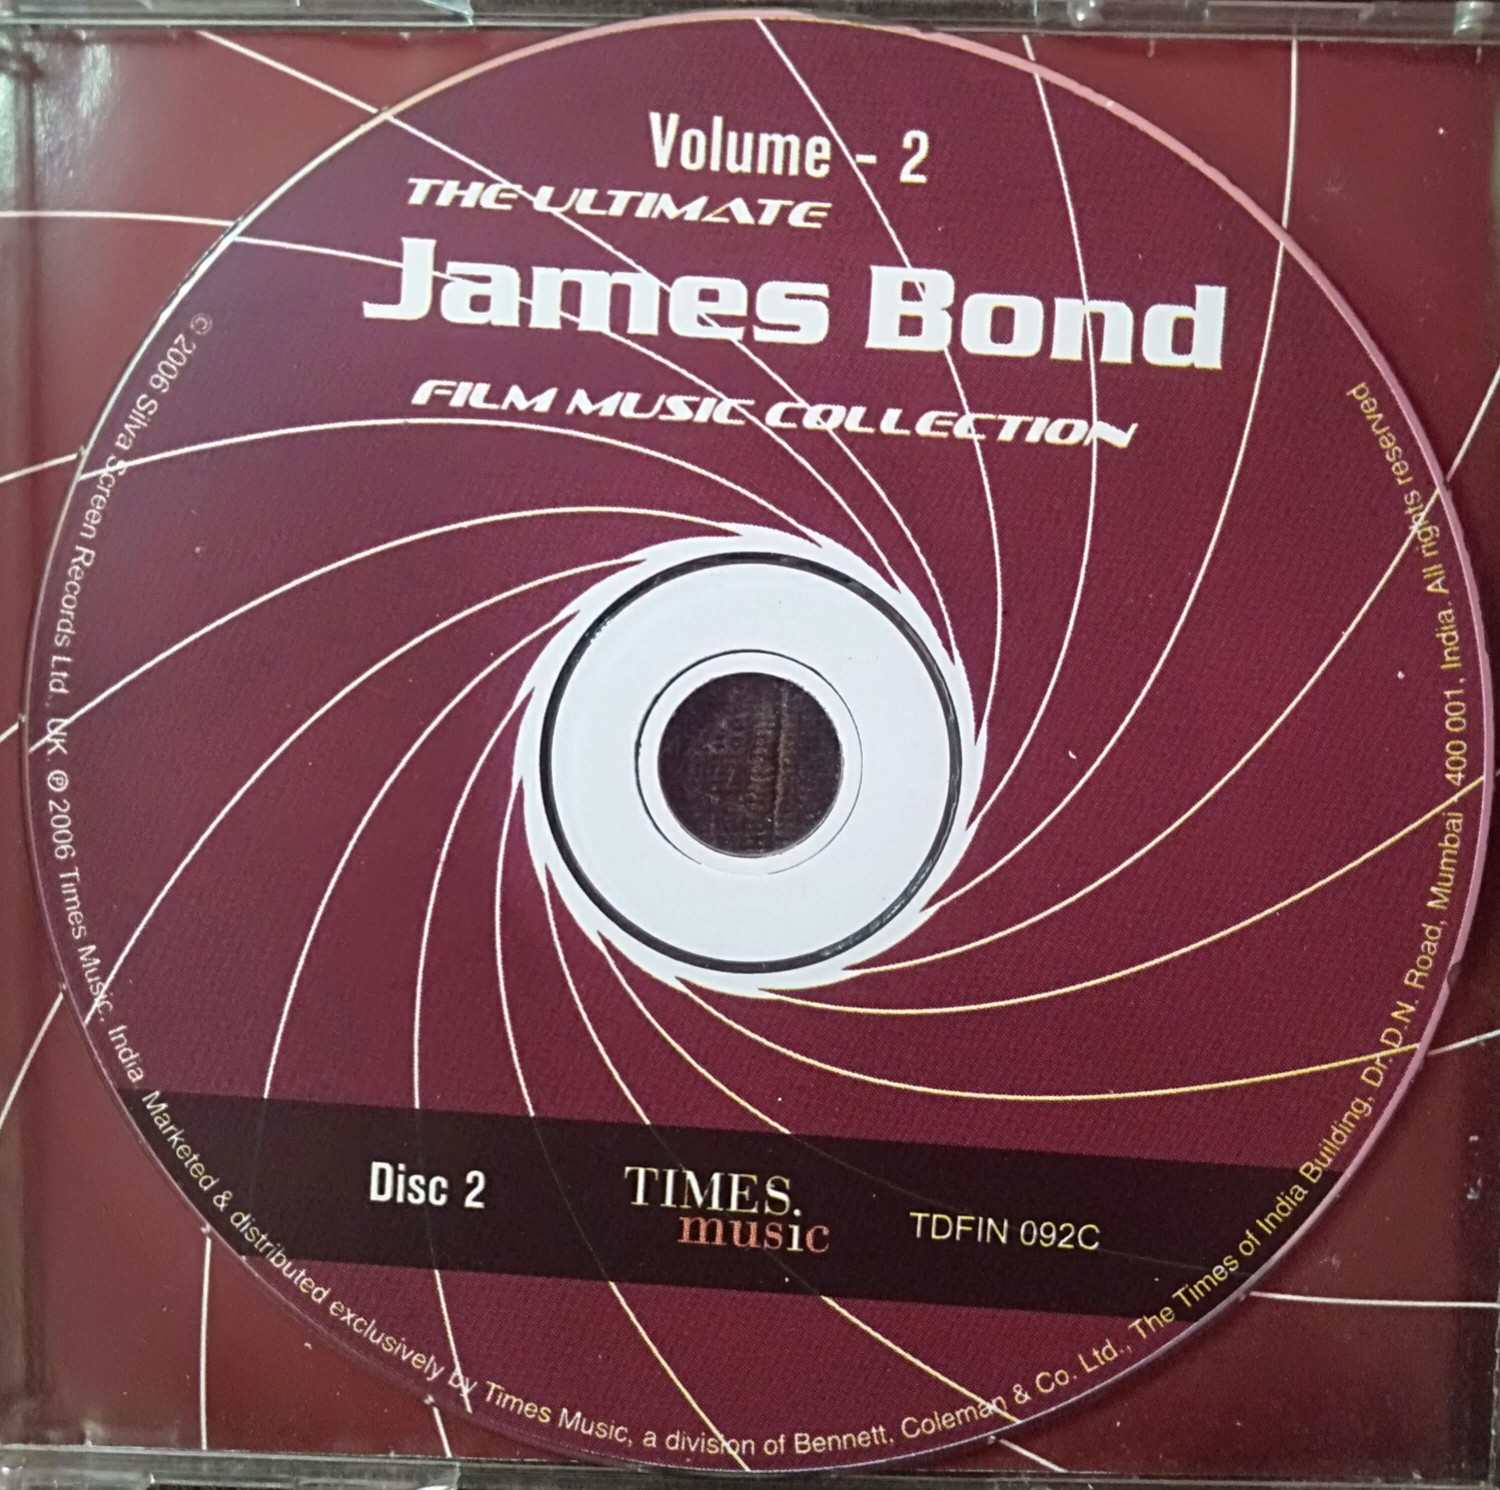 Volume - 2
THE ULTIMATE
James Bond
FILM MUSIC COLLECTION
Disc 2
TIMES.
music
TDFIN 092C
© 2006 Silva Screen Records Ltd., UK. ℗ 2006 Times Music, India. Marketed & distributed exclusively by Times Music, a division of Bennett, Coleman & Co. Ltd., The Times of India Building, Dr. D.N. Road, Mumbai - 400 001, India. All rights reserved